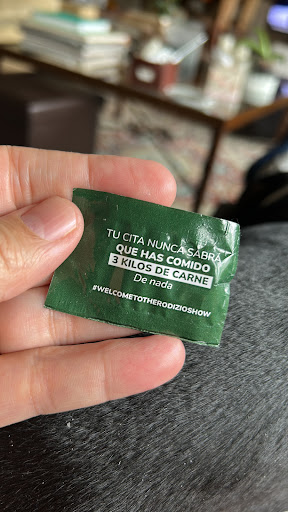 TU CITA NUNCA SABRÁ
QUE HAS COMIDO
3 KILOS DE CARNE
De nada
#WELCOMETOTHERODIZIOSHOW